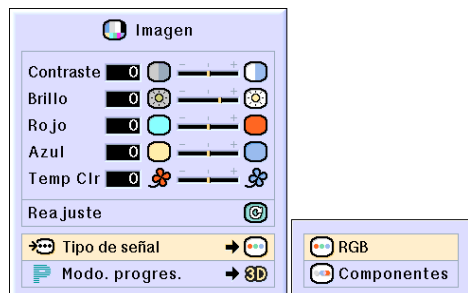 Imagen
Contraste 0
Brillo 0
Rojo 0
Azul 0
Temp Clr 0
Reajuste
Tipo de señal
RGB
P Modo. progres. 3D
Componentes